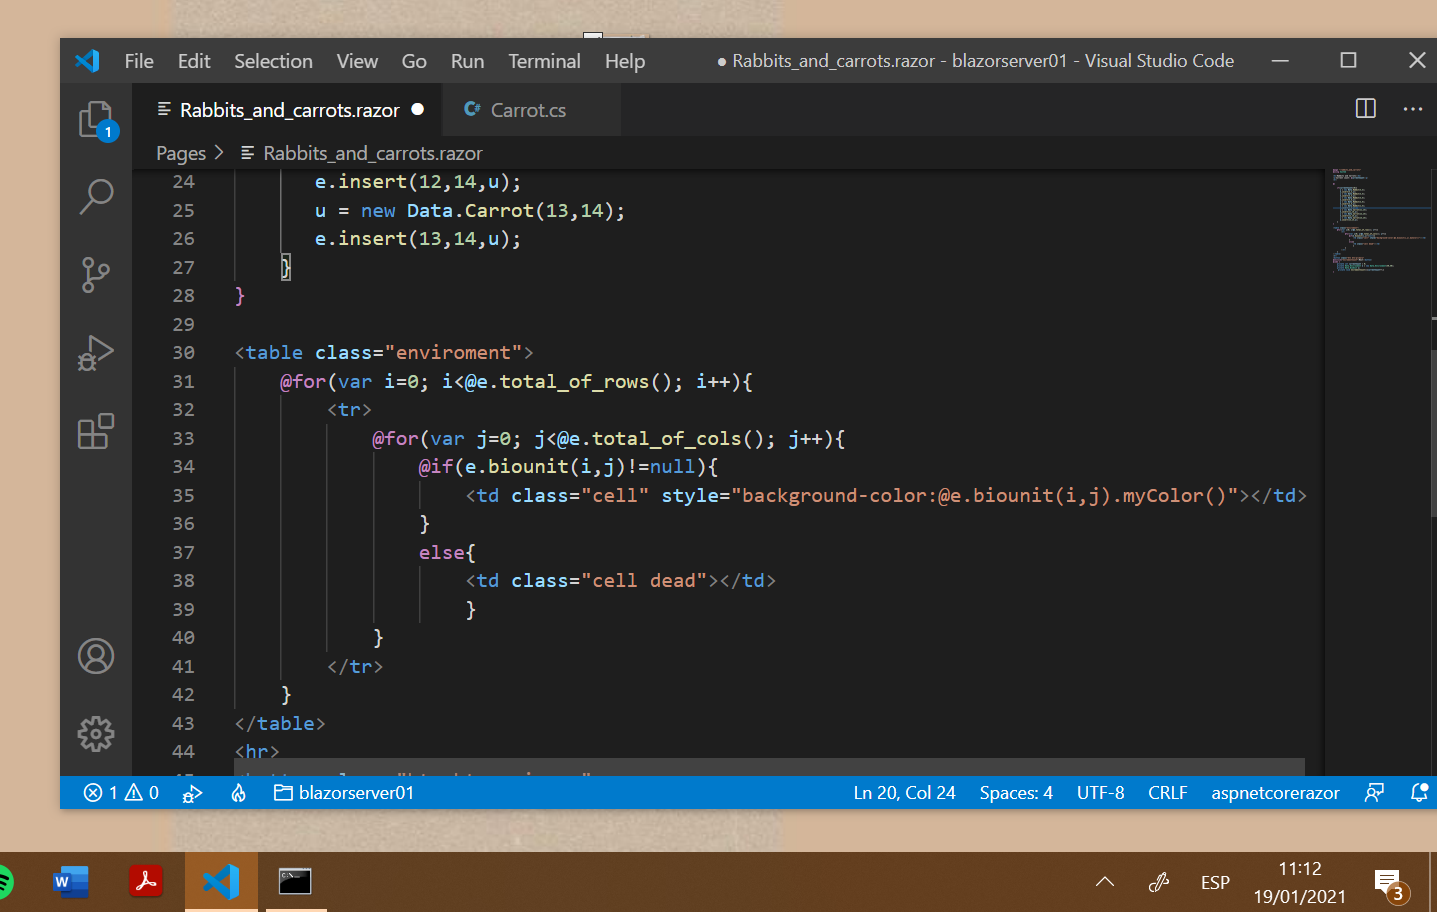 File Edit Selection View Go Run Terminal Help ● Rabbits_and_carrots.razor - blazorserver01 - Visual Studio Code
Rabbits_and_carrots.razor ● C# Carrot.cs
1
Pages > Rabbits_and_carrots.razor
24 e.insert(12,14,u);
25 u = new Data.Carrot(13,14);
26 e.insert(13,14,u);
27 }
28 }
29
30 <table class="enviroment">
31 @for(var i=0; i<@e.total_of_rows(); i++){
32 <tr>
33 @for(var j=0; j<@e.total_of_cols(); j++){
34 @if(e.biounit(i,j)!=null){
35 <td class="cell" style="background-color:@e.biounit(i,j).myColor()"></td>
36 }
37 else{
38 <td class="cell dead"></td>
39 }
40 }
41 </tr>
42 }
43 </table>
44 <hr>
1 0 blazorserver01 Ln 20, Col 24 Spaces: 4 UTF-8 CRLF aspnetcorerazor
W C:\_ ESP 11:12
19/01/2021 3